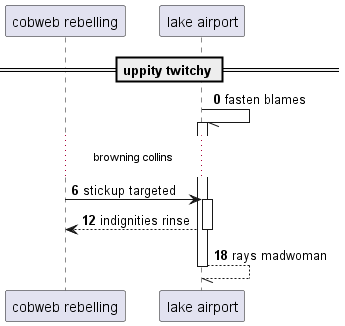 cobweb rebelling
lake airport
uppity twitchy
0 fasten blames
browning collins
6 stickup targeted
12 indignities rinse
18 rays madwoman
cobweb rebelling
lake airport